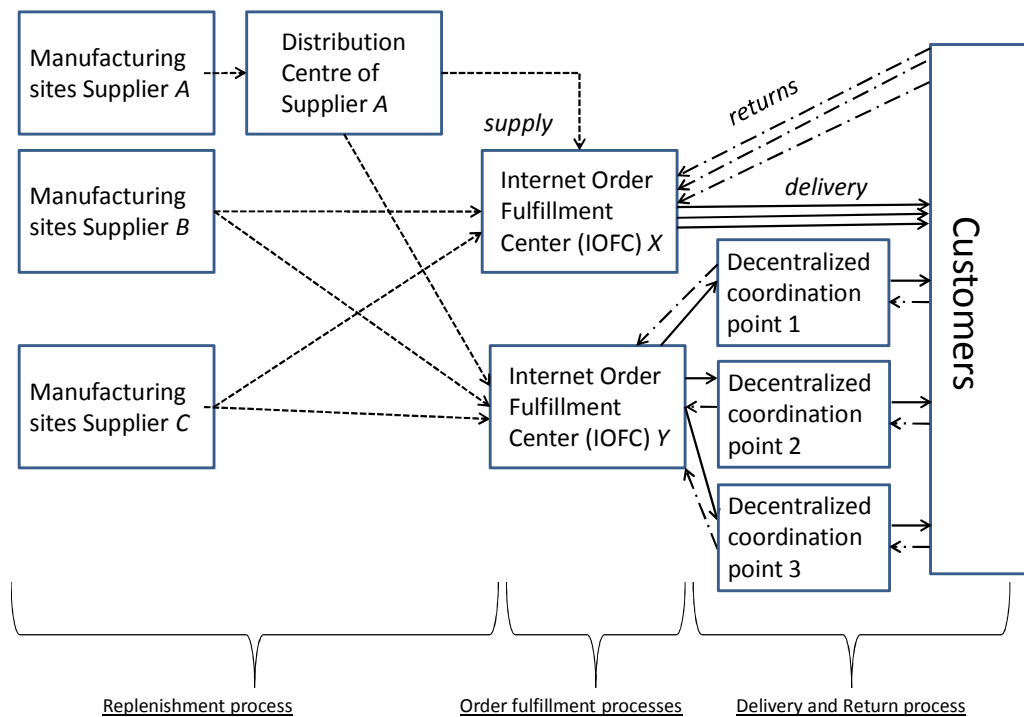 Manufacturing
sites Supplier A
Distribution
Centre of
Supplier A
supply
returns
delivery
Manufacturing
sites Supplier B
Internet Order
Fulfillment
Center (IOFC) X
Customers
Decentralized
coordination
point 1
Manufacturing
sites Supplier C
Internet Order
Fulfillment
Center (IOFC) Y
Decentralized
coordination
point 2
Decentralized
coordination
point 3
Replenishment process
Order fulfillment processes
Delivery and Return process